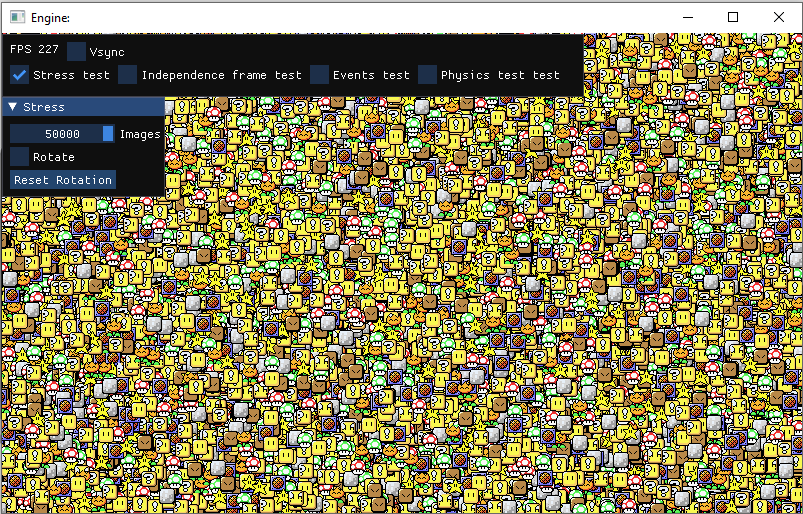 Engine:
FPS 227 Vsync
Stress test Independence frame test Events test Physics test test
Stress
50000 Images
Rotate
Reset Rotation